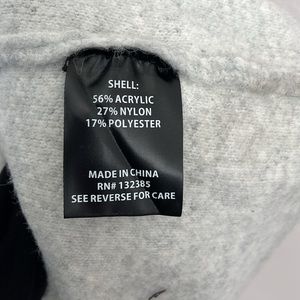 SHELL:
56% ACRYLIC
27% NYLON
17% POLYESTER
MADE IN CHINA
RN# 132385
SEE REVERSE FOR CARE